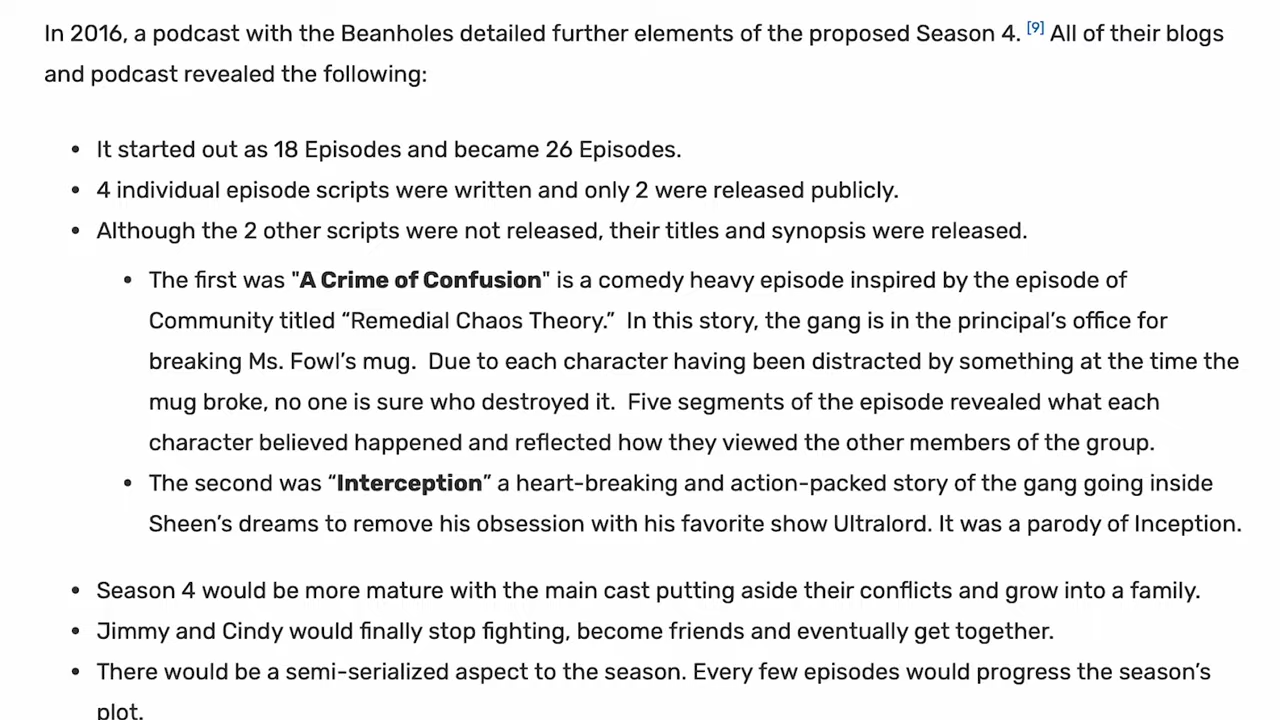 In 2016, a podcast with the Beanholes detailed further elements of the proposed Season 4. [9] All of their blogs
and podcast revealed the following:
• It started out as 18 Episodes and became 26 Episodes.
• 4 individual episode scripts were written and only 2 were released publicly.
• Although the 2 other scripts were not released, their titles and synopsis were released.
• The first was "A Crime of Confusion" is a comedy heavy episode inspired by the episode of
Community titled “Remedial Chaos Theory.”  In this story, the gang is in the principal’s office for
breaking Ms. Fowl’s mug.  Due to each character having been distracted by something at the time the
mug broke, no one is sure who destroyed it.  Five segments of the episode revealed what each
character believed happened and reflected how they viewed the other members of the group.
• The second was “Interception” a heart-breaking and action-packed story of the gang going inside
Sheen’s dreams to remove his obsession with his favorite show Ultralord. It was a parody of Inception.
• Season 4 would be more mature with the main cast putting aside their conflicts and grow into a family.
• Jimmy and Cindy would finally stop fighting, become friends and eventually get together.
• There would be a semi-serialized aspect to the season. Every few episodes would progress the season’s
plot.